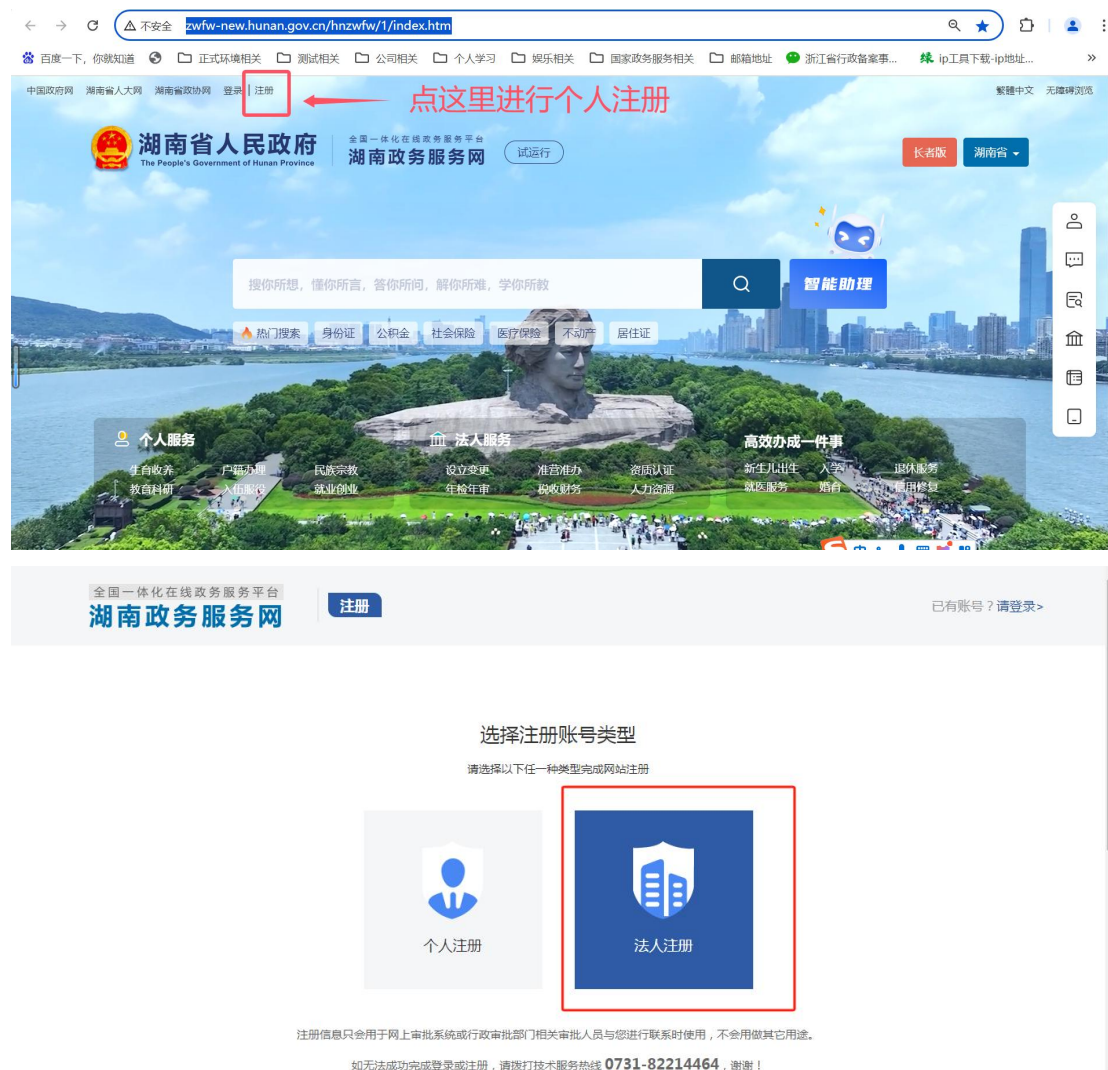 不安全 zwfw-new.hunan.gov.cn/hnzwfw/1/index.htm
百度一下，你就知道 正式环境相关 测试相关 公司相关 个人学习 娱乐相关 国家政务服务相关 邮箱地址 浙江省行政备案事... 绿 ip工具下载-ip地址... »
中国政府网 湖南省人大网 湖南省政协网 登录 | 注册 点这里进行个人注册 繁體中文 无障碍浏览
湖南省人民政府 The People's Government of Hunan Province
全国一体化在线政务服务平台
湖南政务服务网 试运行 长者版 湖南省
搜你所想，懂你所言，答你所问，解你所难，学你所教 智能助理
热门搜索 身份证 公积金 社会保险 医疗保险 不动产 居住证
个人服务 法人服务 高效办成一件事
生育收养 户籍办理 民族宗教 设立变更 准营准办 资质认证 新生儿出生 入学 退休服务
教育科研 入伍服役 就业创业 年检年审 税收财务 人力资源 就医服务 婚育 信用修复
全国一体化在线政务服务平台
湖南政务服务网 注册 已有账号？请登录>
选择注册账号类型
请选择以下任一种类型完成网站注册
个人注册 法人注册
注册信息只会用于网上审批系统或行政审批部门相关审批人员与您进行联系时使用，不会用做其它用途。
如无法成功完成登录或注册，请拨打技术服务热线 0731-82214464，谢谢！